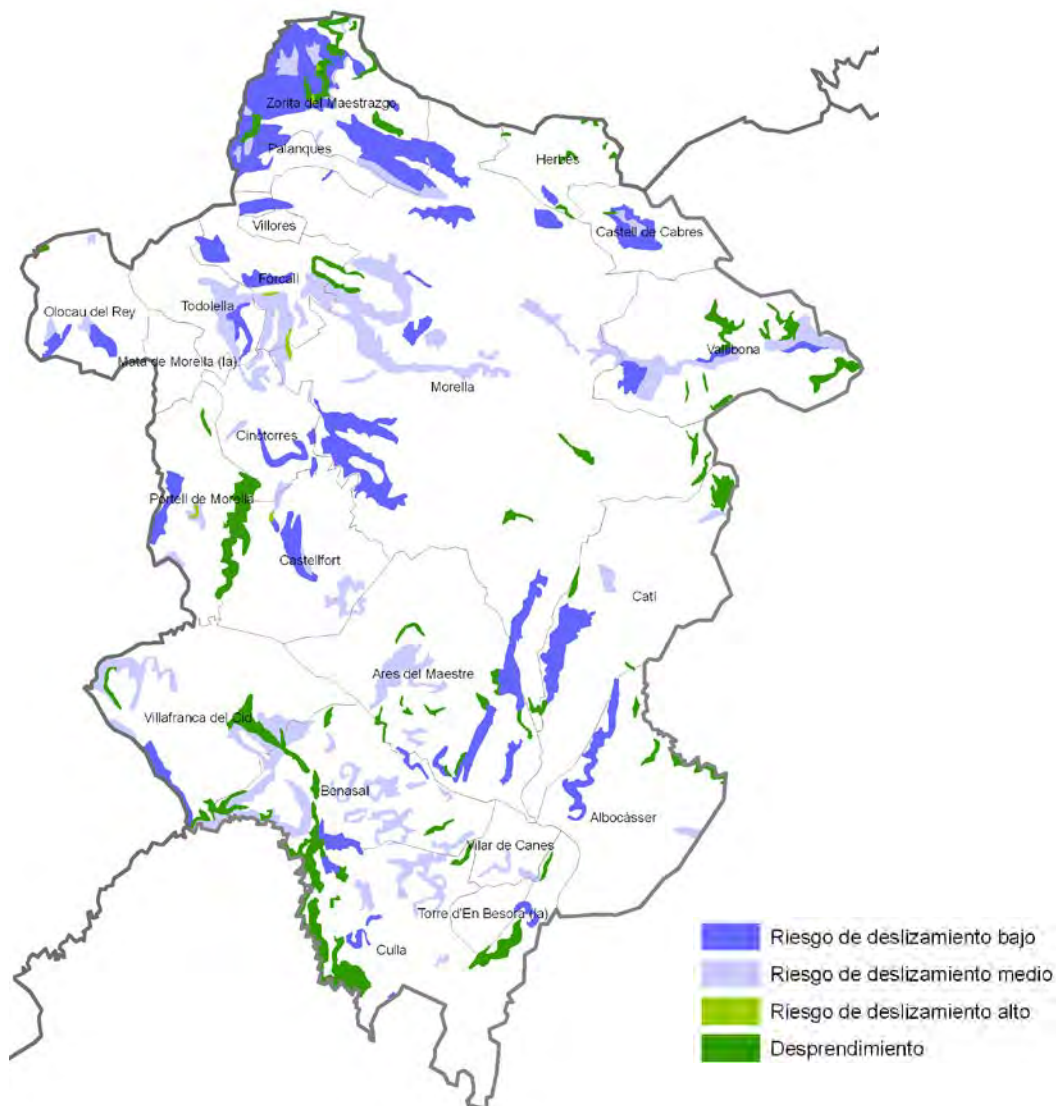 Zorita del Maestrazgo
Palanques
Herbés
Castell de Cabres
Villores
Forcall
Olocau del Rey
Todolella
Mata de Morella (la)
Vallibona
Morella
Cinctorres
Portell de Morella
Castellfort
Catí
Ares del Maestre
Villafranca del Cid
Benasal
Albocàsser
Vilar de Canes
Torre d'En Besora (la)
Culla
Riesgo de deslizamiento bajo
Riesgo de deslizamiento medio
Riesgo de deslizamiento alto
Desprendimiento